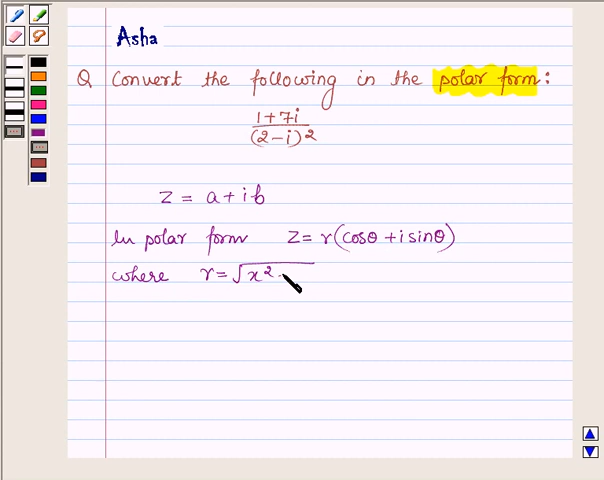 Asha
Q Convert the following in the polar form:
1+7i
(2-i)²
z = a+ib
In polar form z = r(cosθ + i sinθ)
where r = √x²